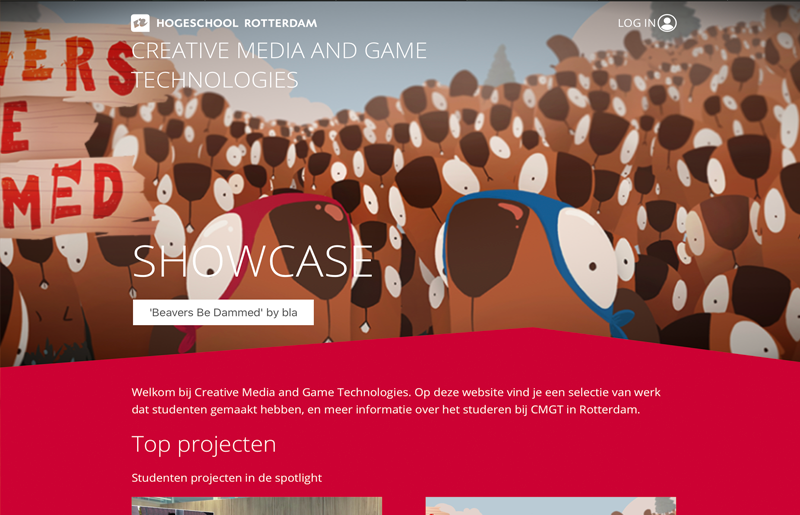 HOGESCHOOL ROTTERDAM
LOG IN
CREATIVE MEDIA AND GAME
TECHNOLOGIES
ERS
E
MED
SHOWCASE
'Beavers Be Dammed' by bla
Welkom bij Creative Media and Game Technologies. Op deze website vind je een selectie van werk
dat studenten gemaakt hebben, en meer informatie over het studeren bij CMGT in Rotterdam.
Top projecten
Studenten projecten in de spotlight